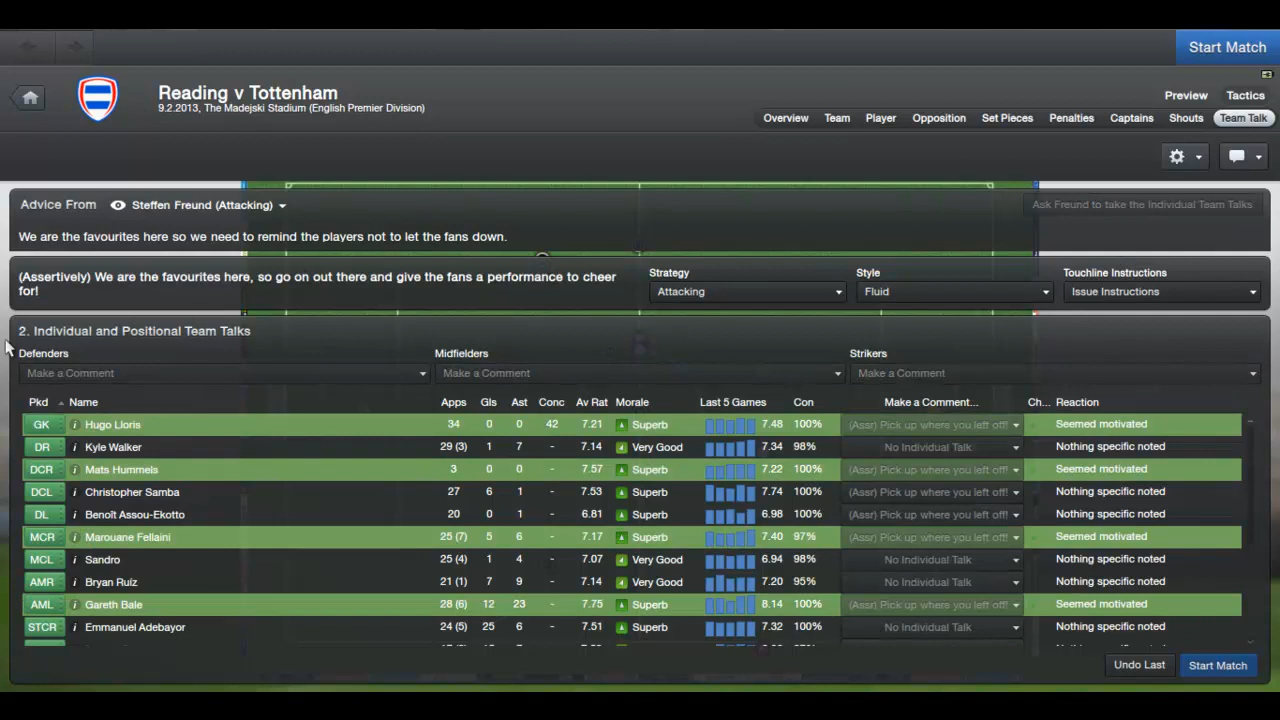 Start Match
Reading v Tottenham
9.2.2013, The Madejski Stadium (English Premier Division)
Preview Tactics
Overview Team Player Opposition Set Pieces Penalties Captains Shouts Team Talk
Advice From Steffen Freund (Attacking) Ask Freund to take the Individual Team Talks
We are the favourites here so we need to remind the players not to let the fans down.
(Assertively) We are the favourites here, so go on out there and give the fans a performance to cheer
for!
Strategy Style Touchline Instructions
Attacking Fluid Issue Instructions
2. Individual and Positional Team Talks
Defenders Midfielders Strikers
Make a Comment Make a Comment Make a Comment
Pkd Name Apps Gls Ast Conc Av Rat Morale Last 5 Games Con Make a Comment... Ch... Reaction
GK i Hugo Lloris 34 0 0 42 7.21 Superb 7.48 100% (Assr) Pick up where you left off! Seemed motivated
DR i Kyle Walker 29 (3) 1 7 - 7.14 Very Good 7.34 98% No Individual Talk Nothing specific noted
DCR i Mats Hummels 3 0 0 - 7.57 Superb 7.22 100% (Assr) Pick up where you left off! Seemed motivated
DCL i Christopher Samba 27 6 1 - 7.53 Superb 7.74 100% (Assr) Pick up where you left off! Nothing specific noted
DL i Benoît Assou-Ekotto 20 0 1 - 6.81 Superb 6.98 100% (Assr) Pick up where you left off! Nothing specific noted
MCR i Marouane Fellaini 25 (7) 5 6 - 7.17 Superb 7.40 97% (Assr) Pick up where you left off! Seemed motivated
MCL i Sandro 25 (4) 1 4 - 7.07 Very Good 6.94 98% No Individual Talk Nothing specific noted
AMR i Bryan Ruíz 21 (1) 7 9 - 7.14 Very Good 7.20 95% No Individual Talk Nothing specific noted
AML i Gareth Bale 28 (6) 12 23 - 7.75 Superb 8.14 100% (Assr) Pick up where you left off! Seemed motivated
STCR i Emmanuel Adebayor 24 (5) 25 6 - 7.51 Superb 7.32 100% No Individual Talk Nothing specific noted
Undo Last Start Match